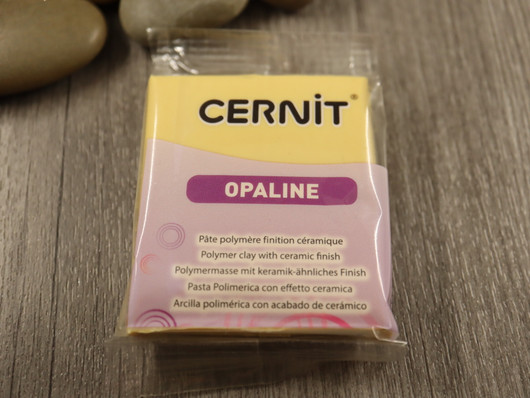 CERNiT®
OPALINE
Pâte polymère finition céramique
Polymer clay with ceramic finish
Polymermasse mit keramik-ähnliches Finish
Pasta Polimerica con effetto ceramica
Arcilla polimérica con acabado de cerámico